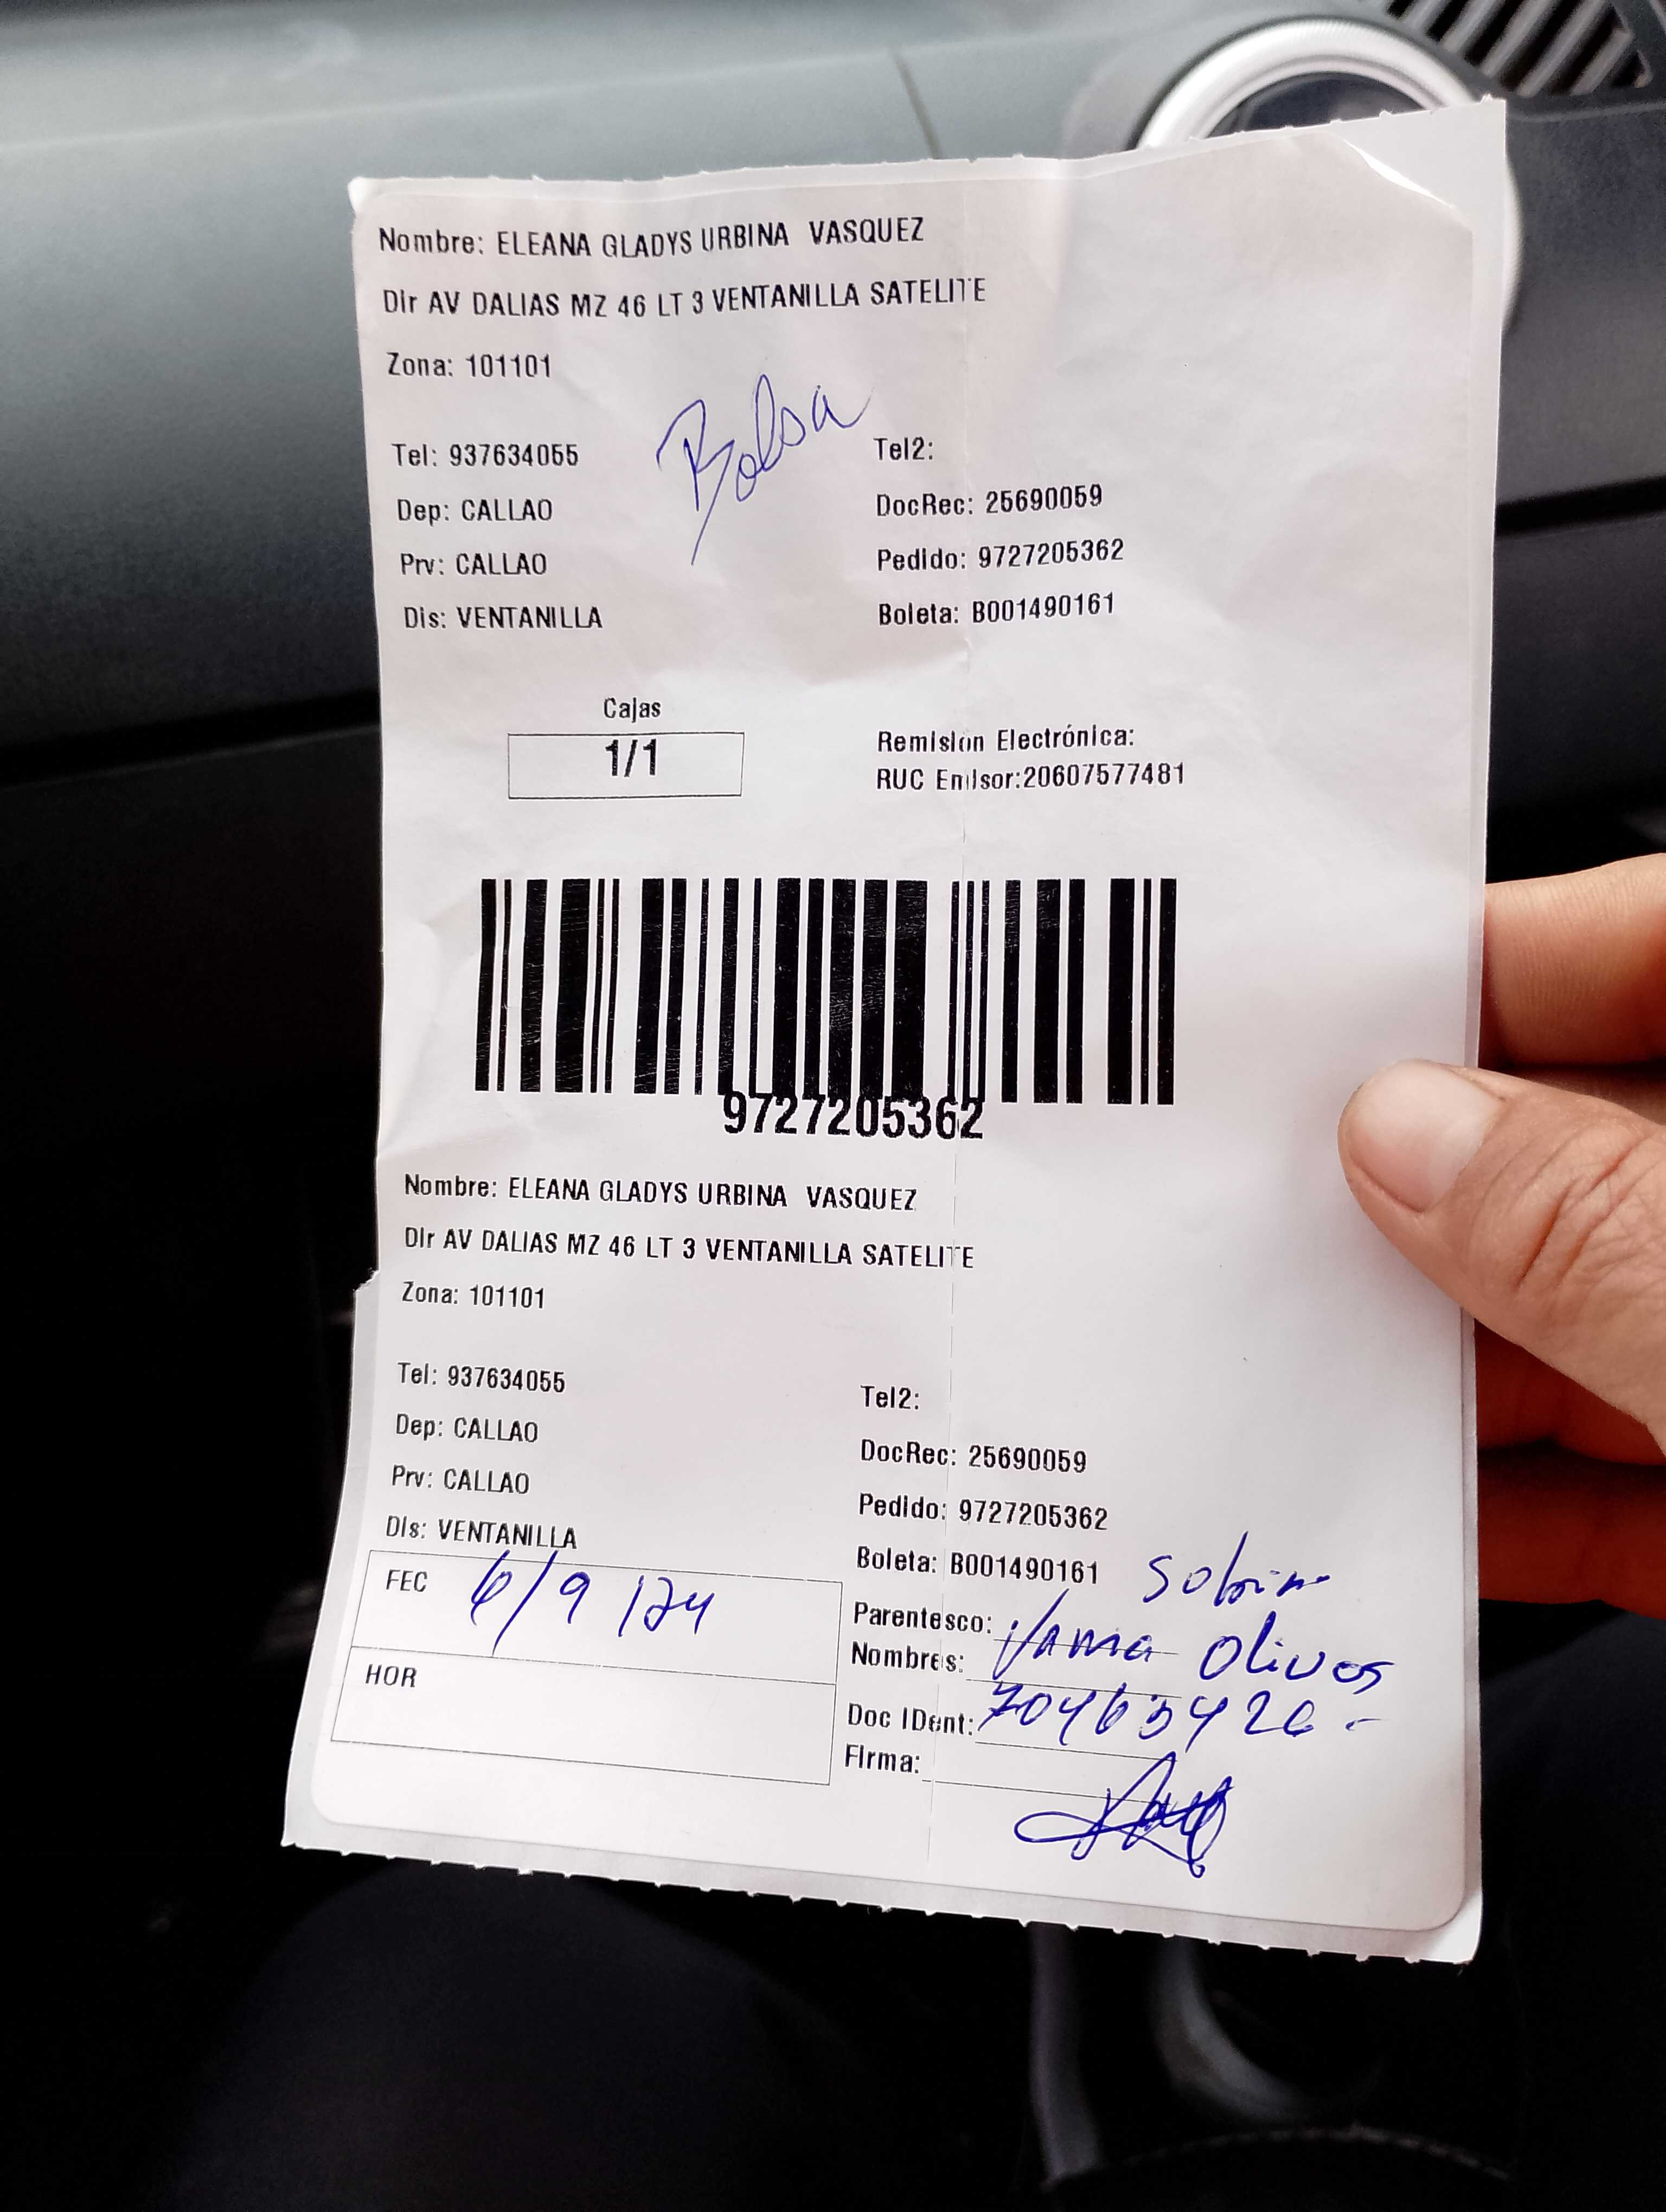 Nombre: ELEANA GLADYS URBINA VASQUEZ
Dir AV DALIAS MZ 46 LT 3 VENTANILLA SATELITE
Zona: 101101
Bolsa
Tel: 937634055 Tel2:
Dep: CALLAO DocRec: 25690059
Prv: CALLAO Pedido: 9727205362
Dis: VENTANILLA Boleta: B001490161
Cajas
1/1
Remisión Electrónica:
RUC Emisor:20607577481
9727205362
Nombre: ELEANA GLADYS URBINA VASQUEZ
Dir AV DALIAS MZ 46 LT 3 VENTANILLA SATELITE
Zona: 101101
Tel: 937634055 Tel2:
Dep: CALLAO DocRec: 25690059
Prv: CALLAO Pedido: 9727205362
Dis: VENTANILLA Boleta: B001490161
FEC 6/9/24
HOR
Parentesco:
Nombres: Olivos
Doc IDent:
Firma: